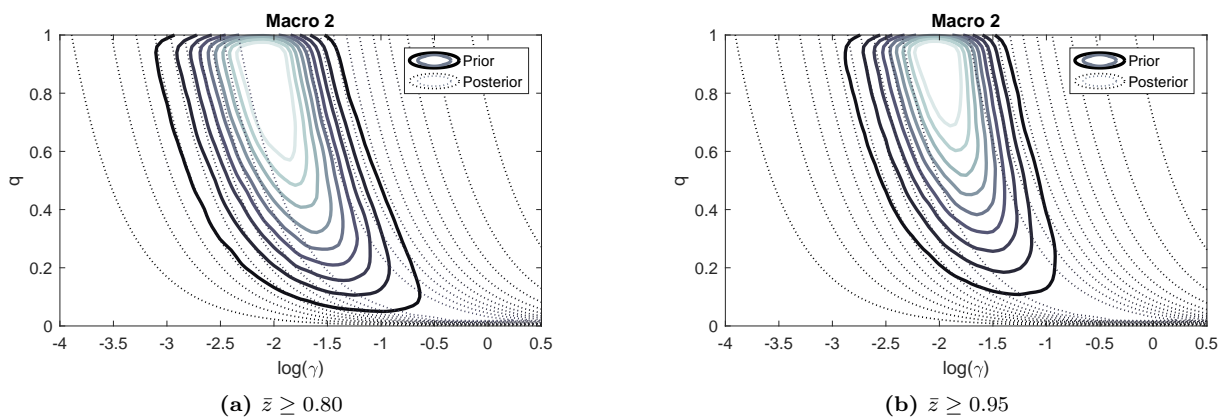 Macro 2
1
0.8
0.6
0.4
0.2
0
q
-4 -3.5 -3 -2.5 -2 -1.5 -1 -0.5 0 0.5
log(γ)
Prior
Posterior
(a) z̄ ≥ 0.80
Macro 2
1
0.8
0.6
0.4
0.2
0
q
-4 -3.5 -3 -2.5 -2 -1.5 -1 -0.5 0 0.5
log(γ)
Prior
Posterior
(b) z̄ ≥ 0.95